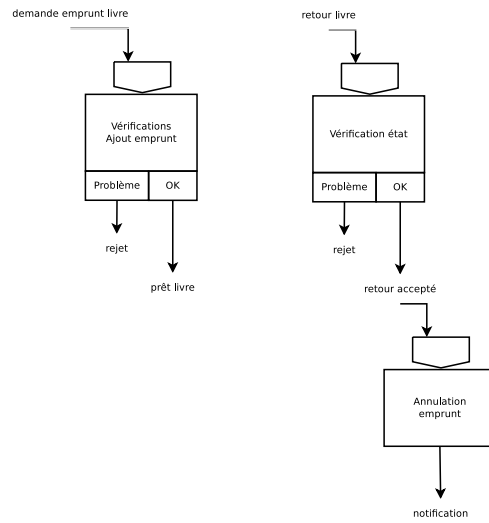 demande emprunt livre
Vérifications
Ajout emprunt
Problème
OK
rejet
prêt livre
retour livre
Vérification état
Problème
OK
rejet
retour accepté
Annulation
emprunt
notification